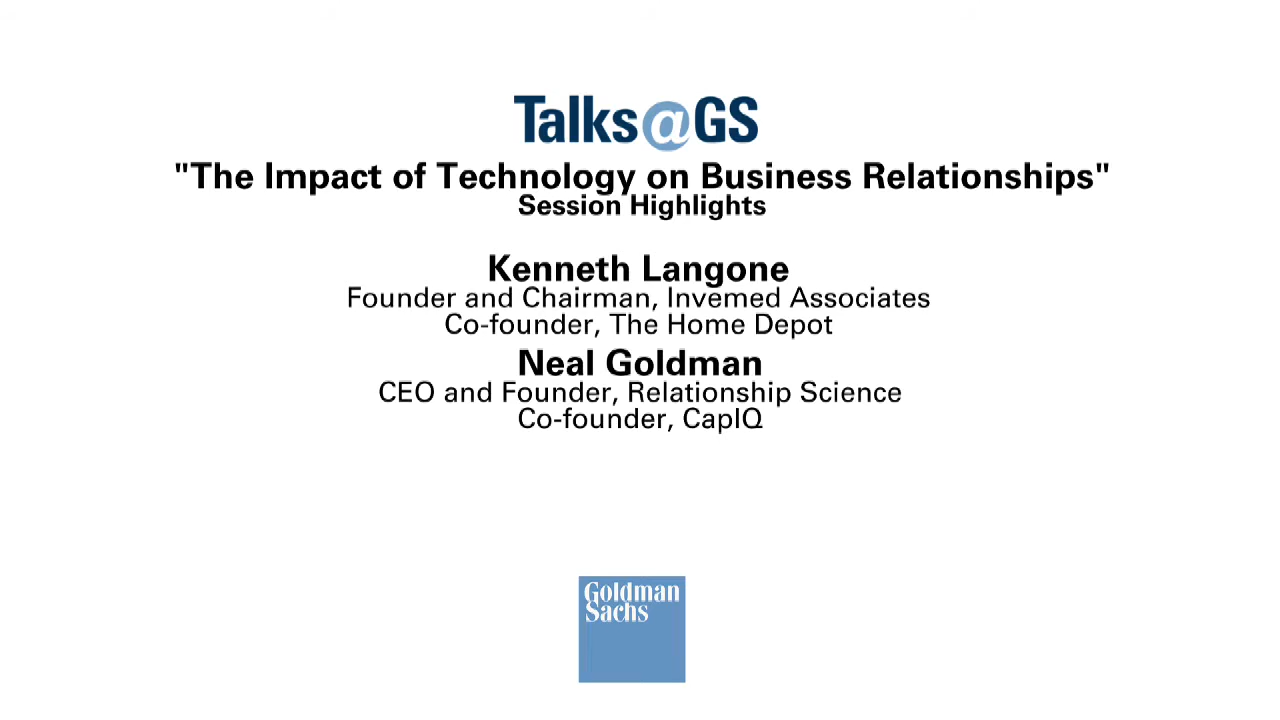 Talks@GS
"The Impact of Technology on Business Relationships"
Session Highlights
Kenneth Langone
Founder and Chairman, Invemed Associates
Co-founder, The Home Depot
Neal Goldman
CEO and Founder, Relationship Science
Co-founder, CapIQ
Goldman
Sachs